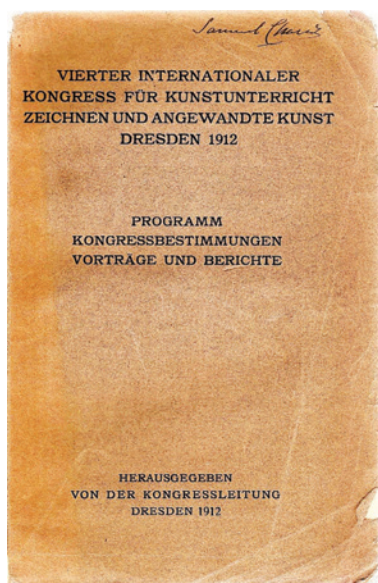 Samuel
VIERTER INTERNATIONALER
KONGRESS FÜR KUNSTUNTERRICHT
ZEICHNEN UND ANGEWANDTE KUNST
DRESDEN 1912
PROGRAMM
KONGRESSBESTIMMUNGEN
VORTRÄGE UND BERICHTE
HERAUSGEGEBEN
VON DER KONGRESSLEITUNG
DRESDEN 1912